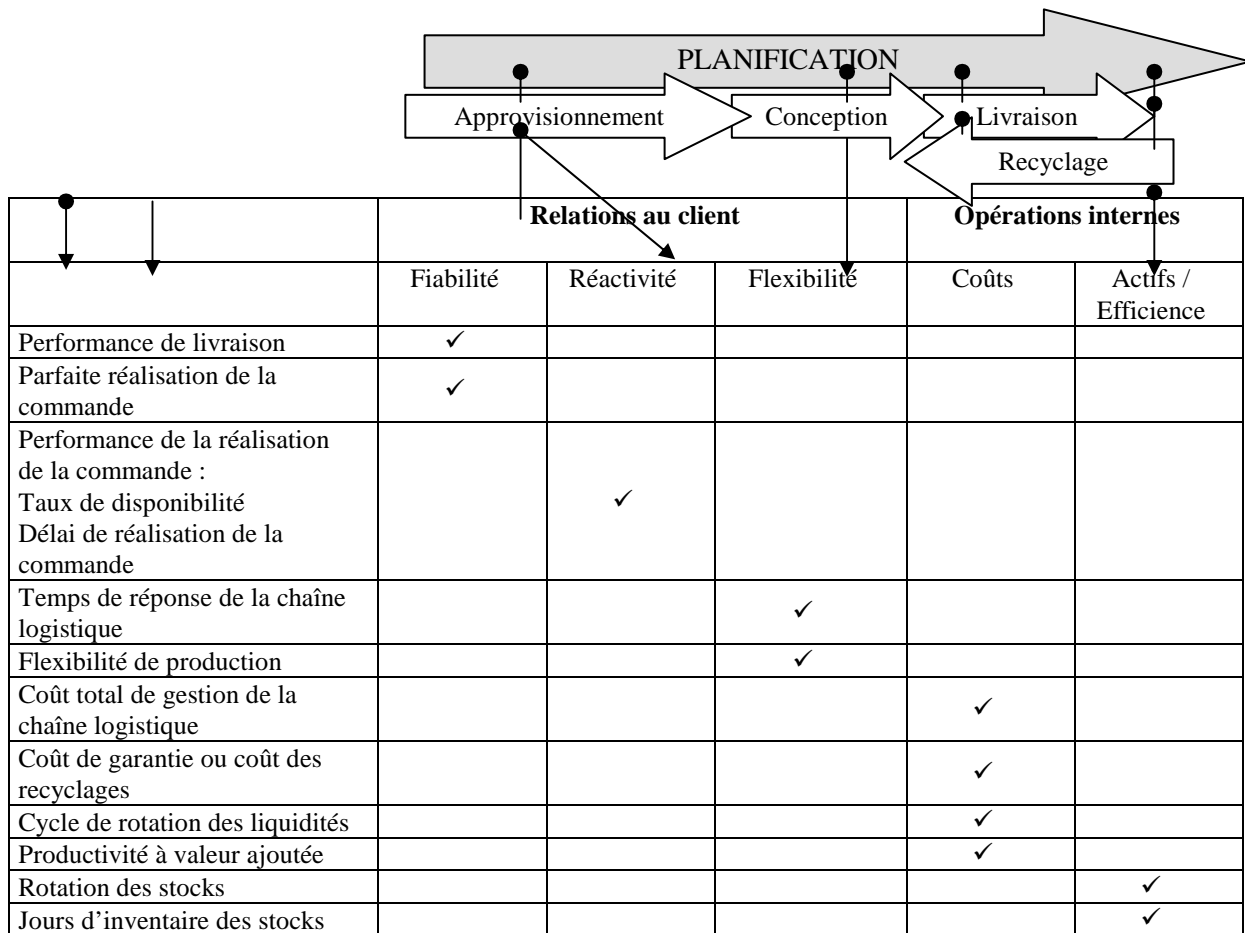 PLANIFICATION
Approvisionnement
Conception
Livraison
Recyclage
Relations au client
Opérations internes
Fiabilité
Réactivité
Flexibilité
Coûts
Actifs /
Efficience
Performance de livraison
✓
Parfaite réalisation de la
commande
✓
Performance de la réalisation
de la commande :
Taux de disponibilité
Délai de réalisation de la
commande
✓
Temps de réponse de la chaîne
logistique
✓
Flexibilité de production
✓
Coût total de gestion de la
chaîne logistique
✓
Coût de garantie ou coût des
recyclages
✓
Cycle de rotation des liquidités
✓
Productivité à valeur ajoutée
✓
Rotation des stocks
✓
Jours d’inventaire des stocks
✓